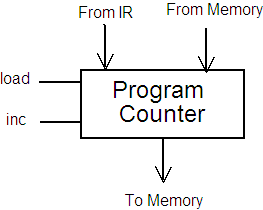 From IR
From Memory
load
inc
Program
Counter
To Memory